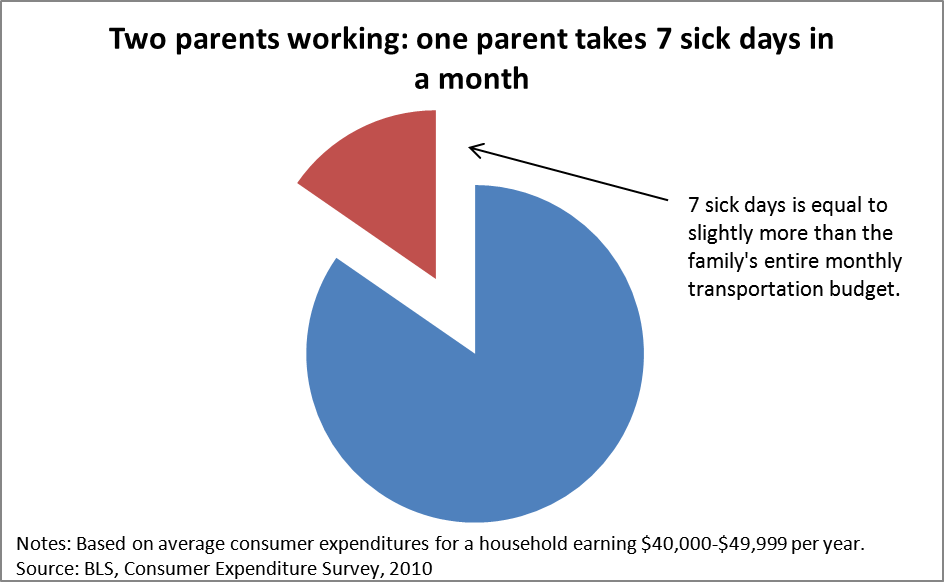 Two parents working: one parent takes 7 sick days in
a month
7 sick days is equal to
slightly more than the
family's entire monthly
transportation budget.
Notes: Based on average consumer expenditures for a household earning $40,000-$49,999 per year.
Source: BLS, Consumer Expenditure Survey, 2010